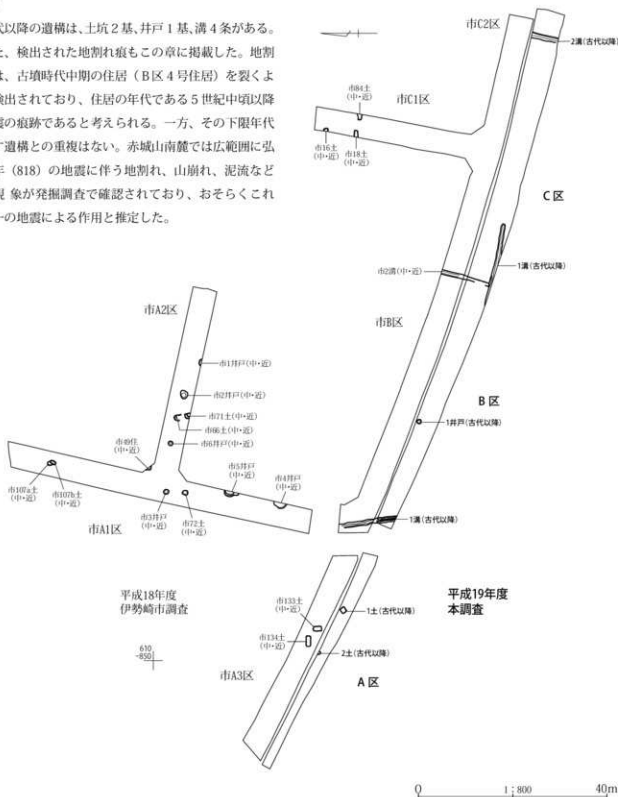 代以降の遺構は、土坑2基、井戸1基、溝4条がある。
た、検出された地割れ痕もこの章に掲載した。地割
は、古墳時代中期の住居（B区4号住居）を裂くよ
検出されており、住居の年代である5世紀中頃以降
震の痕跡であると考えられる。一方、その下限年代
す遺構との重複はない。赤城山南麓では広範囲に弘
年（818）の地震に伴う地割れ、山崩れ、泥流など
現 象が発掘調査で確認されており、おそらくこれ
一の地震による作用と推定した。
市C2区
2溝(古代以降)
市84土
(中・近)
市C1区
市16土
(中・近)
市18土
(中・近)
C区
市2溝(中・近)
1溝(古代以降)
市A2区
市B区
市1井戸(中・近)
市2井戸(中・近)
B区
市71土(中・近)
市66土(中・近)
1井戸(古代以降)
市6井戸(中・近)
市49住
(中・近)
市5井戸
(中・近)
市4井戸
(中・近)
市107a土
(中・近)
市107b土
(中・近)
市3井戸
(中・近)
市72土
(中・近)
市A1区
1溝(古代以降)
平成18年度
伊勢崎市調査
平成19年度
本調査
市133土
(中・近)
1土(古代以降)
市134土
(中・近)
2土(古代以降)
610
-850
市A3区
A区
0
1:800
40m